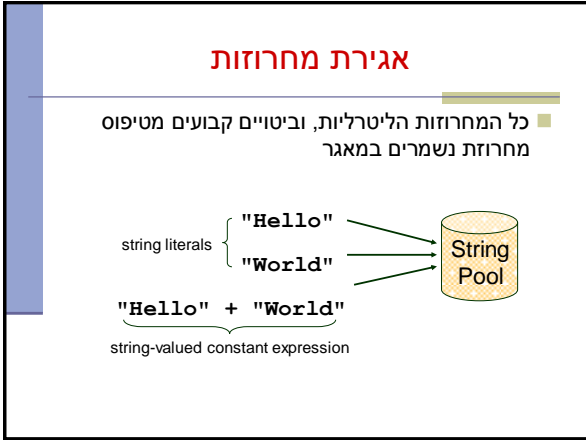 אגירת מחרוזות
כל המחרוזות הליטרליות, וביטויים קבועים מטיפוס
מחרוזת נשמרים במאגר
"Hello"
string literals
"World"
String
Pool
"Hello" + "World"
string-valued constant expression